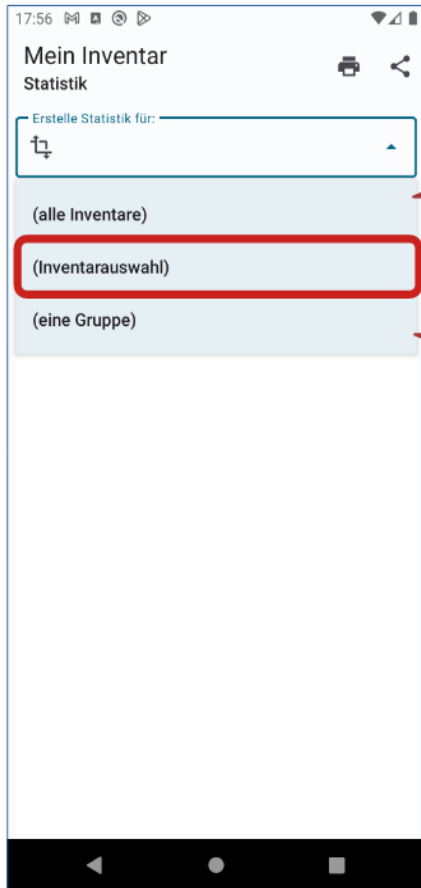 17:56
Mein Inventar
Statistik
Erstelle Statistik für:
(alle Inventare)
(Inventarauswahl)
(eine Gruppe)